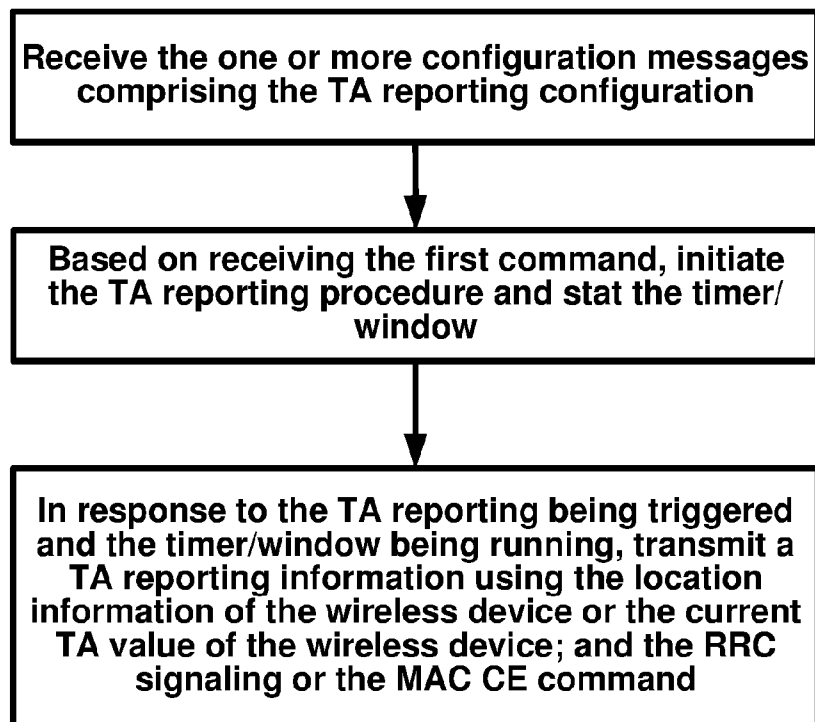 Receive the one or more configuration messages
comprising the TA reporting configuration
Based on receiving the first command, initiate
the TA reporting procedure and stat the timer/
window
In response to the TA reporting being triggered
and the timer/window being running, transmit a
TA reporting information using the location
information of the wireless device or the current
TA value of the wireless device; and the RRC
signaling or the MAC CE command